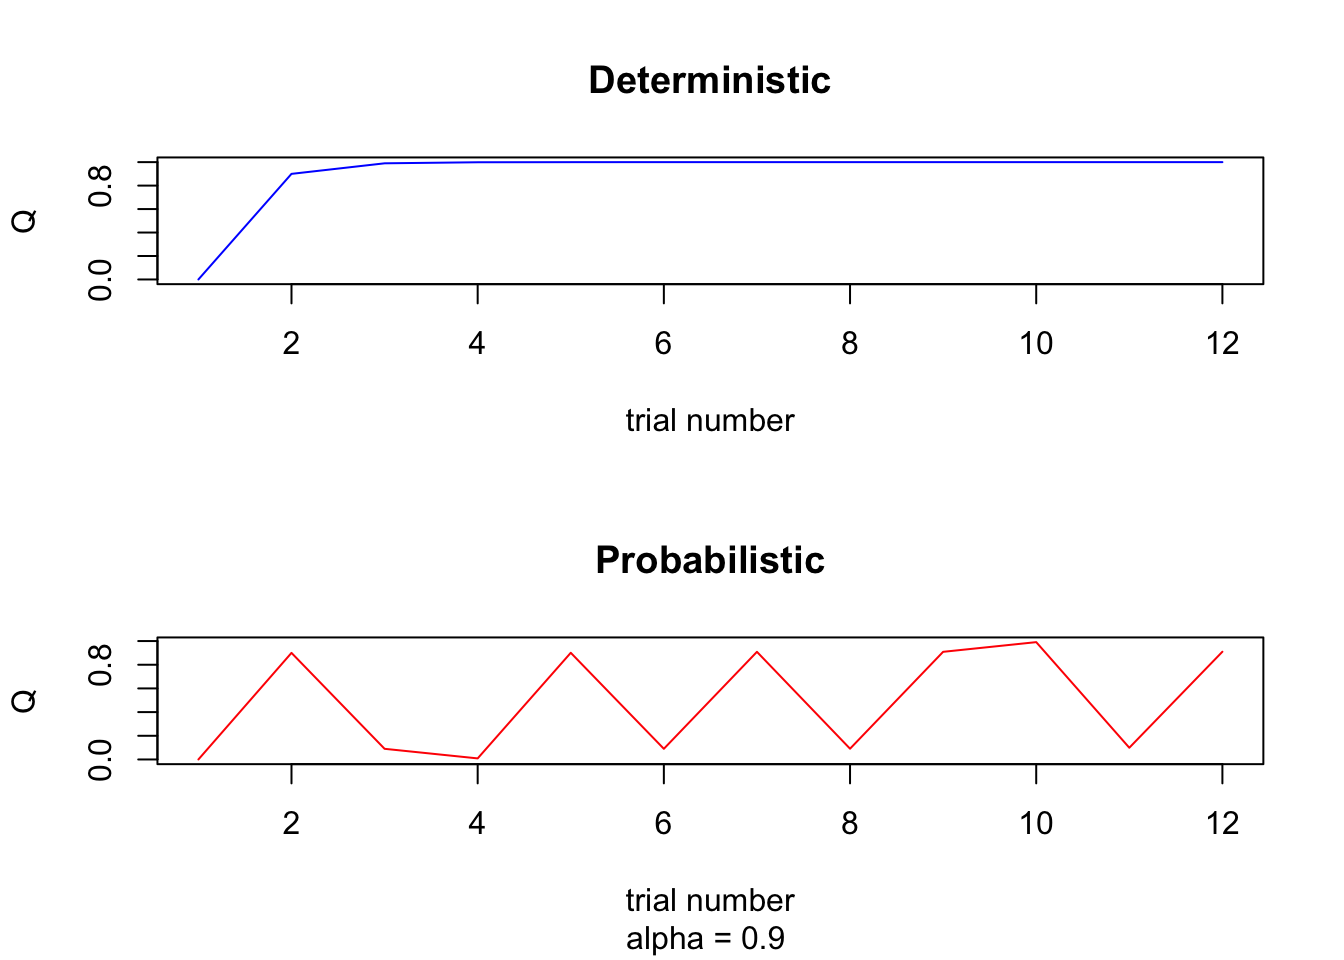 Deterministic
Q
0.8
0.0
2 4 6 8 10 12
trial number
Probabilistic
Q
0.8
0.0
2 4 6 8 10 12
trial number
alpha = 0.9